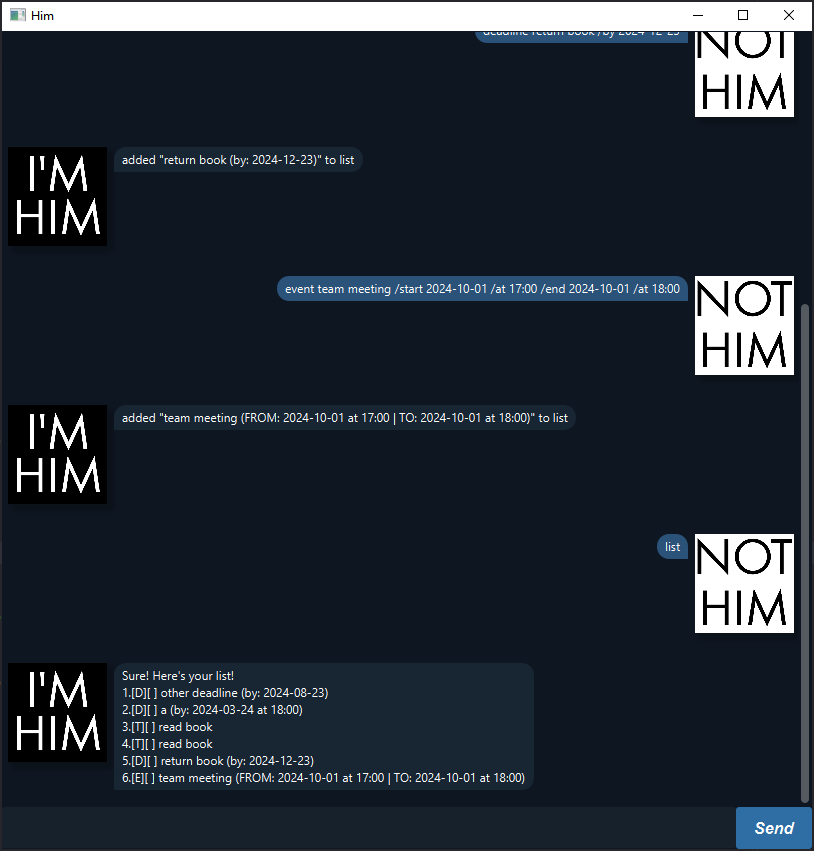 Him
deadline return book /by 2024-12-23
NOT
HIM
I'M
HIM
added "return book (by: 2024-12-23)" to list
event team meeting /start 2024-10-01 /at 17:00 /end 2024-10-01 /at 18:00
NOT
HIM
I'M
HIM
added "team meeting (FROM: 2024-10-01 at 17:00 | TO: 2024-10-01 at 18:00)" to list
list
NOT
HIM
I'M
HIM
Sure! Here's your list!
1.[D][ ] other deadline (by: 2024-08-23)
2.[D][ ] a (by: 2024-03-24 at 18:00)
3.[T][ ] read book
4.[T][ ] read book
5.[D][ ] return book (by: 2024-12-23)
6.[E][ ] team meeting (FROM: 2024-10-01 at 17:00 | TO: 2024-10-01 at 18:00)
Send